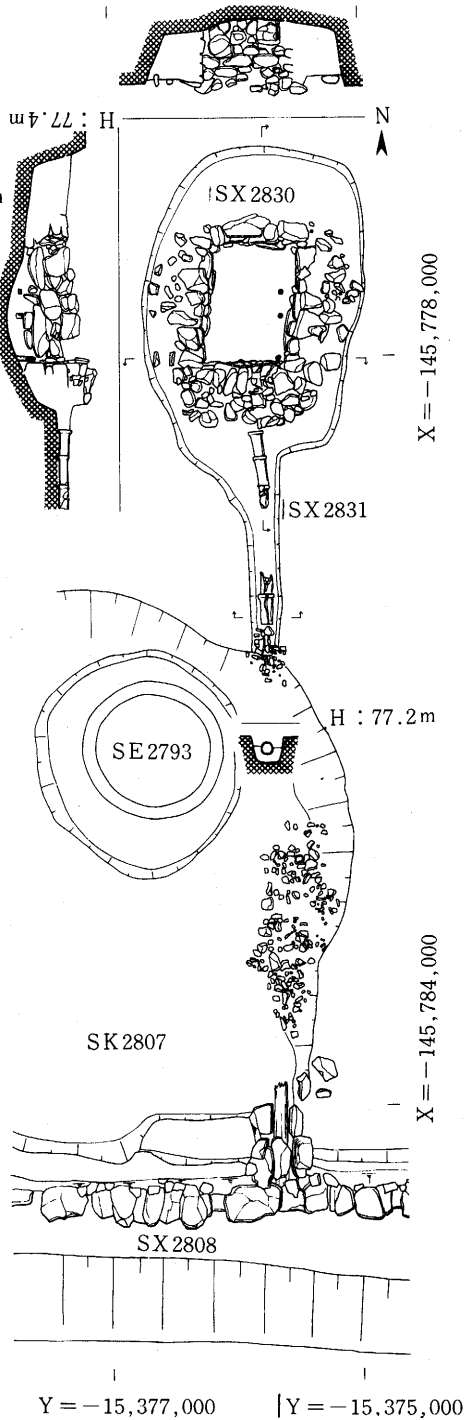 H : 77.4m
N
SX2830
X=−145,778,000
SX2831
H : 77.2m
SE2793
X=−145,784,000
SK2807
SX2808
Y=−15,377,000
Y=−15,375,000